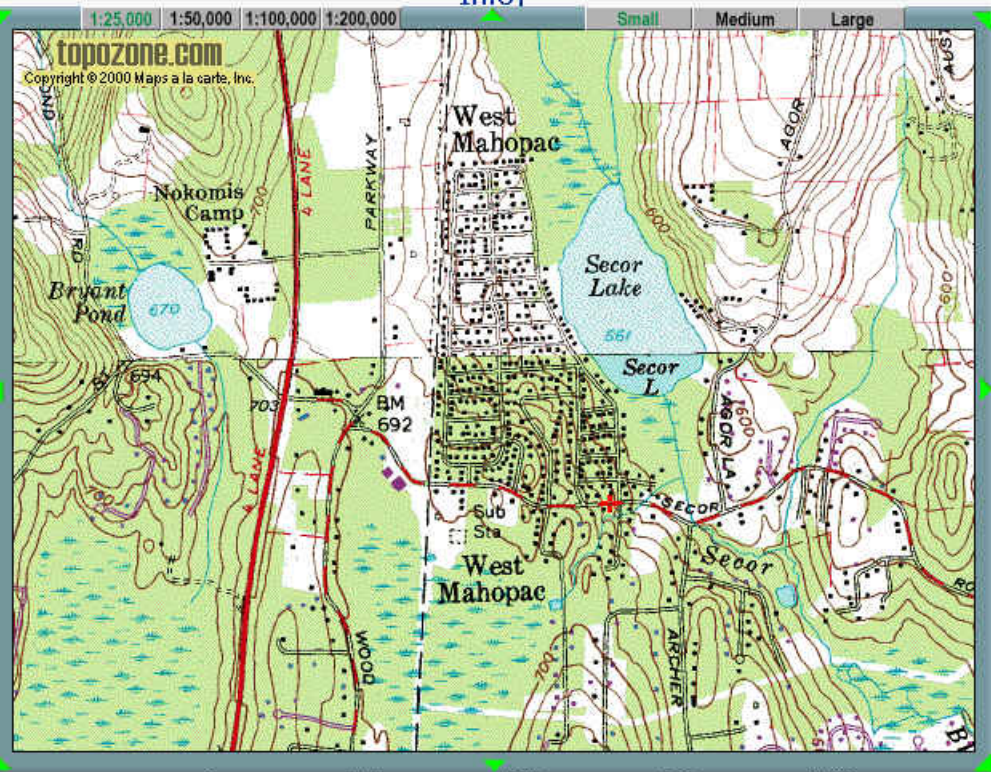 1:25,000 1:50,000 1:100,000 1:200,000 Small Medium Large
topozone.com
Copyright © 2000 Maps a la carte, Inc.
West
Mahopac
AGOR
AUST
4 LANE
PARKWAY
Nokomis
Camp
700
600
RD
Secor
Lake
561
Bryant
Pond
670
600
Secor
L
694
703
BM
692
AGOR LA
600
4 LANE
700
SECOR
Sub
Sta
West
Mahopac
Secor
RO
WOOD
ARCHER
700